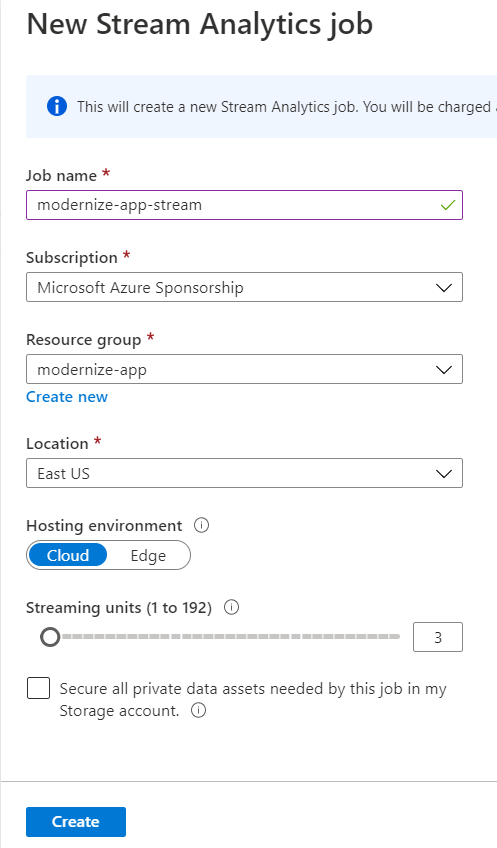 New Stream Analytics job
This will create a new Stream Analytics job. You will be charged
Job name *
modernize-app-stream
Subscription *
Microsoft Azure Sponsorship
Resource group *
modernize-app
Create new
Location *
East US
Hosting environment
Cloud Edge
Streaming units (1 to 192)
3
Secure all private data assets needed by this job in my
Storage account.
Create